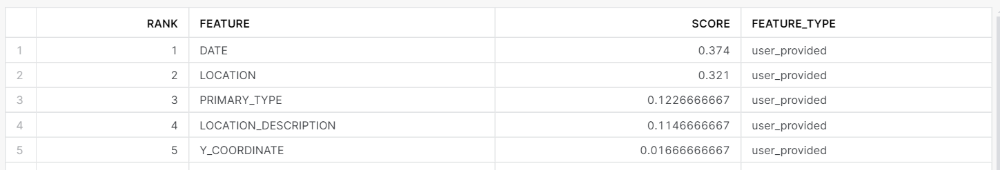 RANK FEATURE SCORE FEATURE_TYPE
1 1 DATE 0.374 user_provided
2 2 LOCATION 0.321 user_provided
3 3 PRIMARY_TYPE 0.1226666667 user_provided
4 4 LOCATION_DESCRIPTION 0.1146666667 user_provided
5 5 Y_COORDINATE 0.01666666667 user_provided